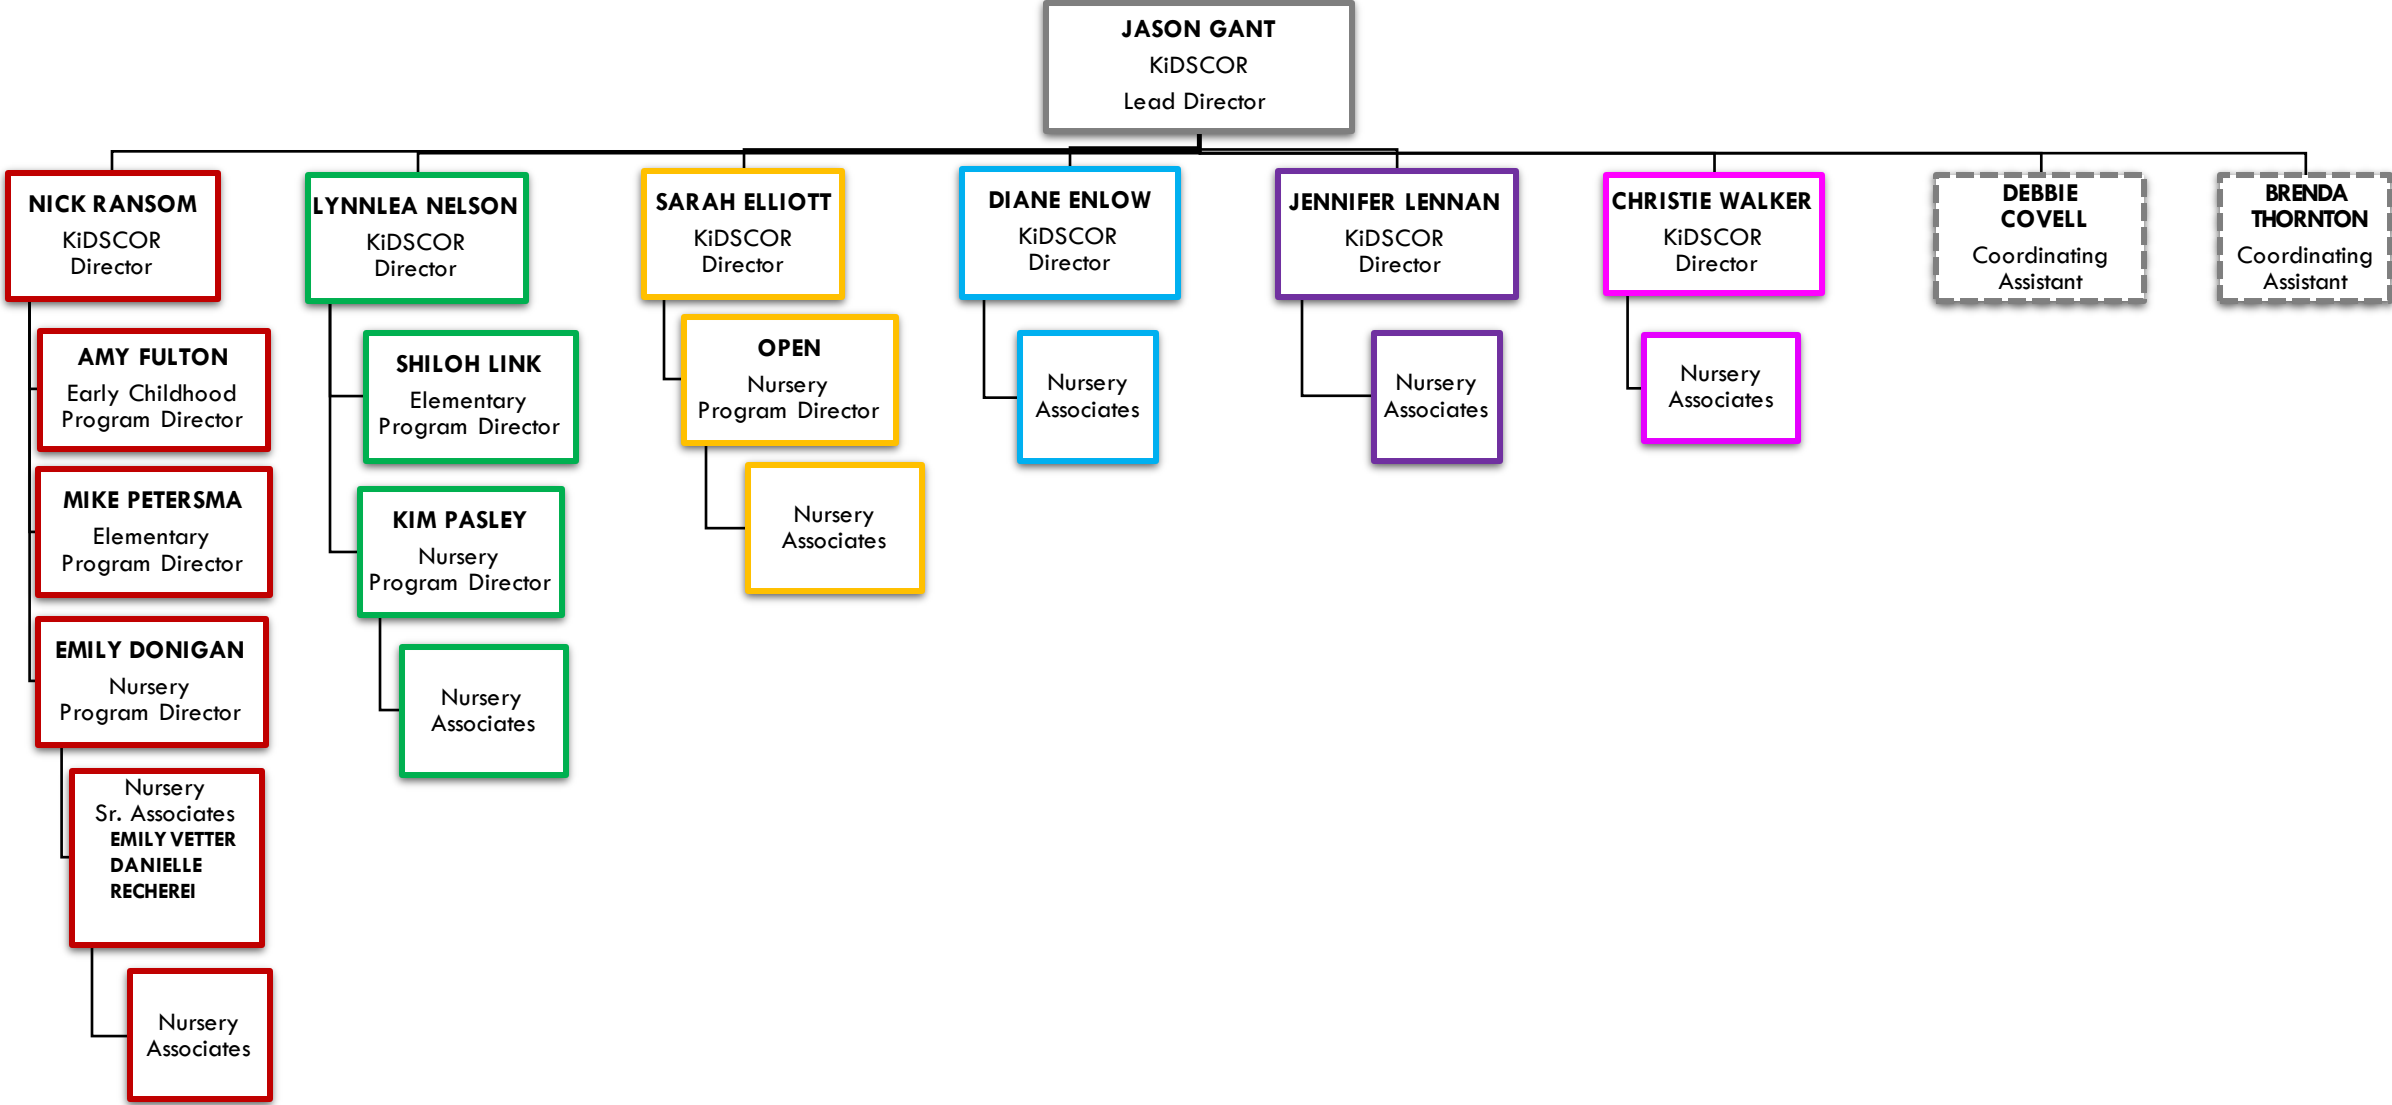 JASON GANT
KiDSCOR
Lead Director
NICK RANSOM
KiDSCOR
Director
AMY FULTON
Early Childhood
Program Director
MIKE PETERSMA
Elementary
Program Director
EMILY DONIGAN
Nursery
Program Director
Nursery
Sr. Associates
EMILY VETTER
DANIELLE
RECHEREI
Nursery
Associates
LYNNLEA NELSON
KiDSCOR
Director
SHILOH LINK
Elementary
Program Director
KIM PASLEY
Nursery
Program Director
Nursery
Associates
SARAH ELLIOTT
KiDSCOR
Director
OPEN
Nursery
Program Director
Nursery
Associates
DIANE ENLOW
KiDSCOR
Director
Nursery
Associates
JENNIFER LENNAN
KiDSCOR
Director
Nursery
Associates
CHRISTIE WALKER
KiDSCOR
Director
Nursery
Associates
DEBBIE
COVELL
Coordinating
Assistant
BRENDA
THORNTON
Coordinating
Assistant